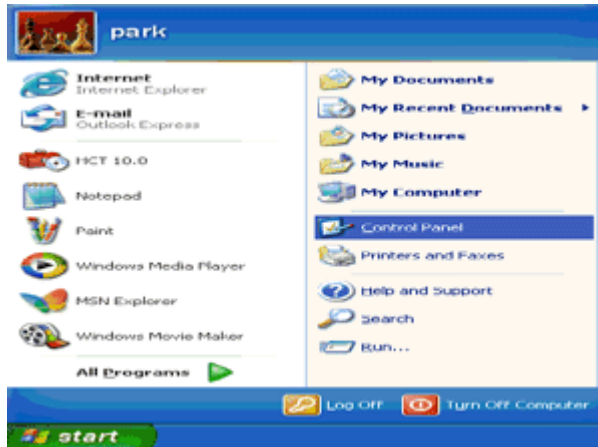 park
Internet
Internet Explorer
E-mail
Outlook Express
HCT 10.0
Notepad
Paint
Windows Media Player
MSN Explorer
Windows Movie Maker
All Programs
My Documents
My Recent Documents
My Pictures
My Music
My Computer
Control Panel
Printers and Faxes
Help and Support
Search
Run...
Log Off
Turn Off Computer
start